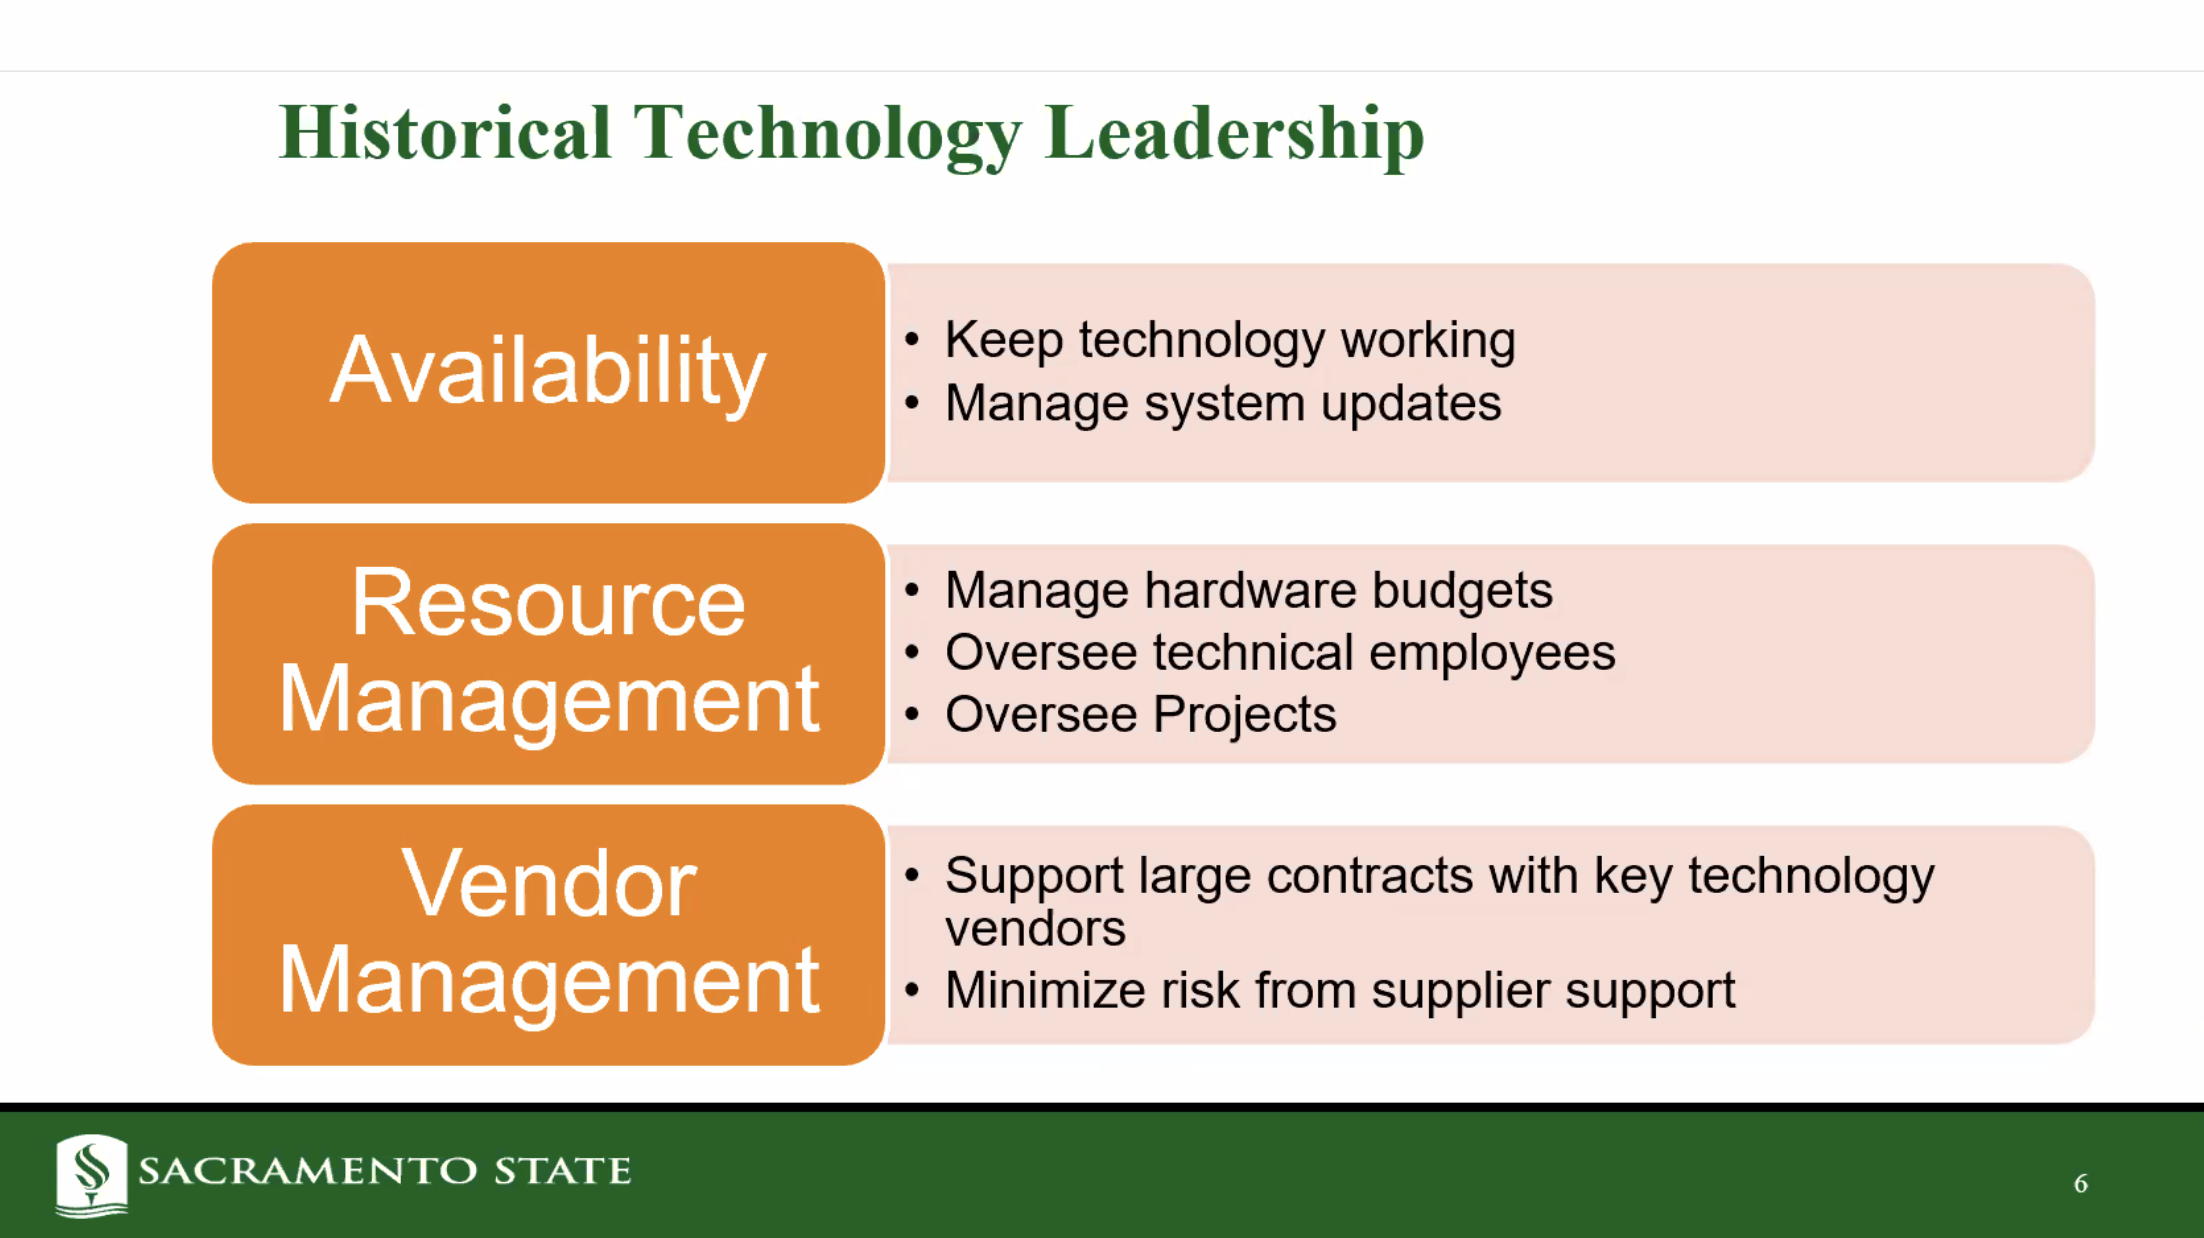 Historical Technology Leadership
Availability
• Keep technology working
• Manage system updates
Resource
Management
• Manage hardware budgets
• Oversee technical employees
• Oversee Projects
Vendor
Management
• Support large contracts with key technology
vendors
• Minimize risk from supplier support
SACRAMENTO STATE
6